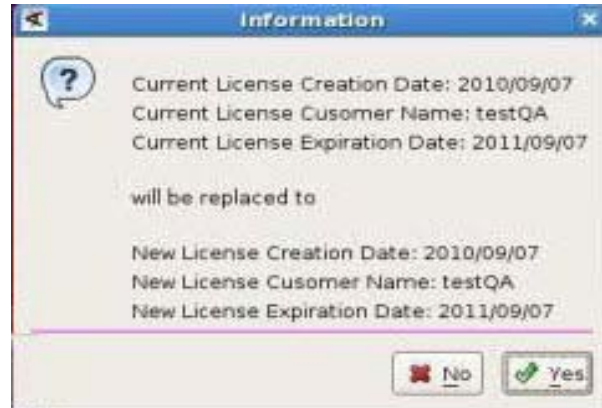 Information
Current License Creation Date: 2010/09/07
Current License Cusomer Name: testQA
Current License Expiration Date: 2011/09/07
will be replaced to
New License Creation Date: 2010/09/07
New License Cusomer Name: testQA
New License Expiration Date: 2011/09/07
No
Yes